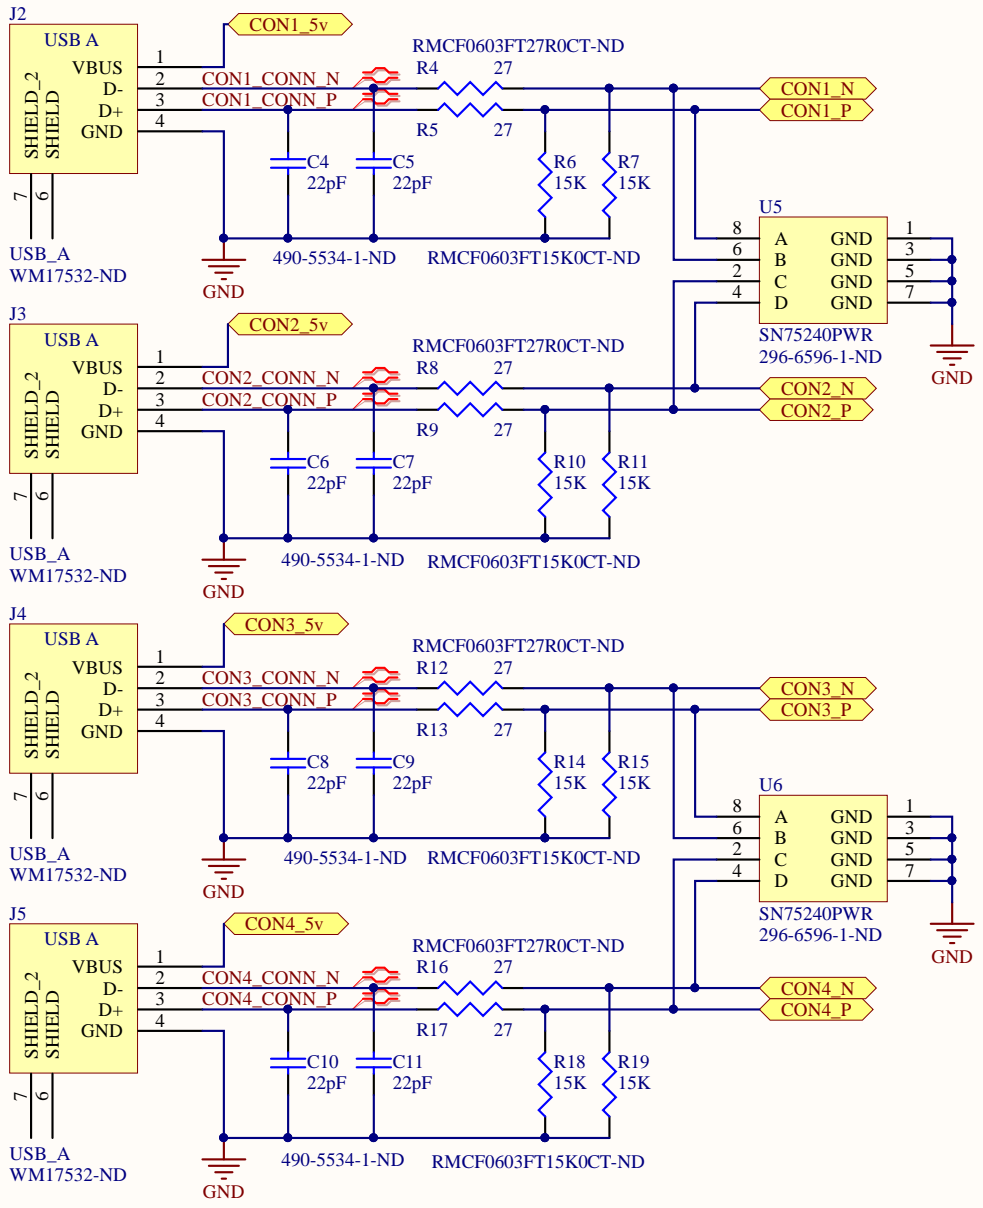 J2
USB A
VBUS
D-
D+
GND
SHIELD_2
SHIELD
1
2
3
4
7
6
USB_A
WM17532-ND
CON1_5v
CON1_CONN_N
CON1_CONN_P
RMCF0603FT27R0CT-ND
R4 27
R5 27
C4
22pF
C5
22pF
R6
15K
R7
15K
490-5534-1-ND
RMCF0603FT15K0CT-ND
GND
CON1_N
CON1_P
U5
8 A GND 1
6 B GND 3
2 C GND 5
4 D GND 7
SN75240PWR
296-6596-1-ND
GND
J3
USB A
VBUS
D-
D+
GND
SHIELD_2
SHIELD
1
2
3
4
7
6
USB_A
WM17532-ND
CON2_5v
CON2_CONN_N
CON2_CONN_P
RMCF0603FT27R0CT-ND
R8 27
R9 27
C6
22pF
C7
22pF
R10
15K
R11
15K
490-5534-1-ND
RMCF0603FT15K0CT-ND
GND
CON2_N
CON2_P
J4
USB A
VBUS
D-
D+
GND
SHIELD_2
SHIELD
1
2
3
4
7
6
USB_A
WM17532-ND
CON3_5v
CON3_CONN_N
CON3_CONN_P
RMCF0603FT27R0CT-ND
R12 27
R13 27
C8
22pF
C9
22pF
R14
15K
R15
15K
490-5534-1-ND
RMCF0603FT15K0CT-ND
GND
CON3_N
CON3_P
U6
8 A GND 1
6 B GND 3
2 C GND 5
4 D GND 7
SN75240PWR
296-6596-1-ND
GND
J5
USB A
VBUS
D-
D+
GND
SHIELD_2
SHIELD
1
2
3
4
7
6
USB_A
WM17532-ND
CON4_5v
CON4_CONN_N
CON4_CONN_P
RMCF0603FT27R0CT-ND
R16 27
R17 27
C10
22pF
C11
22pF
R18
15K
R19
15K
490-5534-1-ND
RMCF0603FT15K0CT-ND
GND
CON4_N
CON4_P